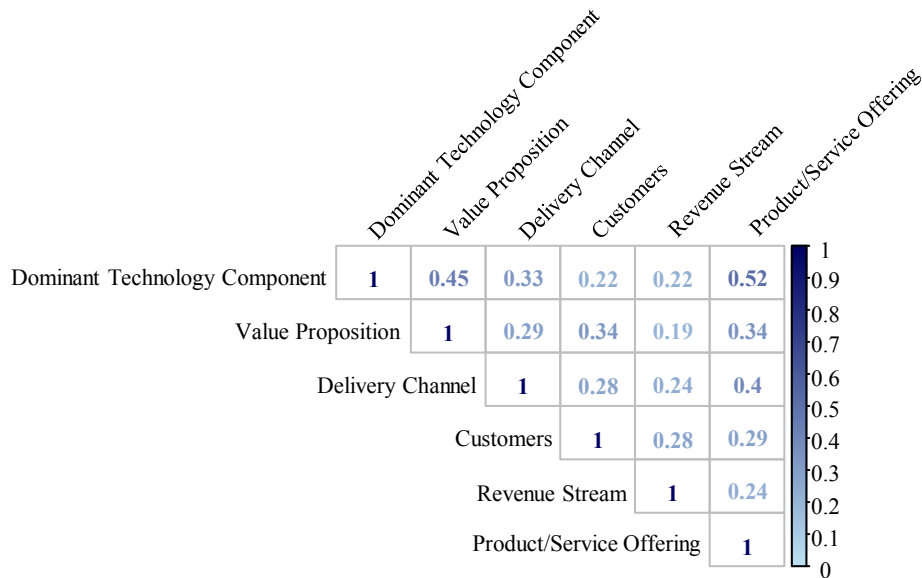 Dominant Technology Component
Value Proposition
Delivery Channel
Customers
Revenue Stream
Product/Service Offering
Dominant Technology Component 1 0.45 0.33 0.22 0.22 0.52
Value Proposition 1 0.29 0.34 0.19 0.34
Delivery Channel 1 0.28 0.24 0.4
Customers 1 0.28 0.29
Revenue Stream 1 0.24
Product/Service Offering 1
1
0.9
0.8
0.7
0.6
0.5
0.4
0.3
0.2
0.1
0